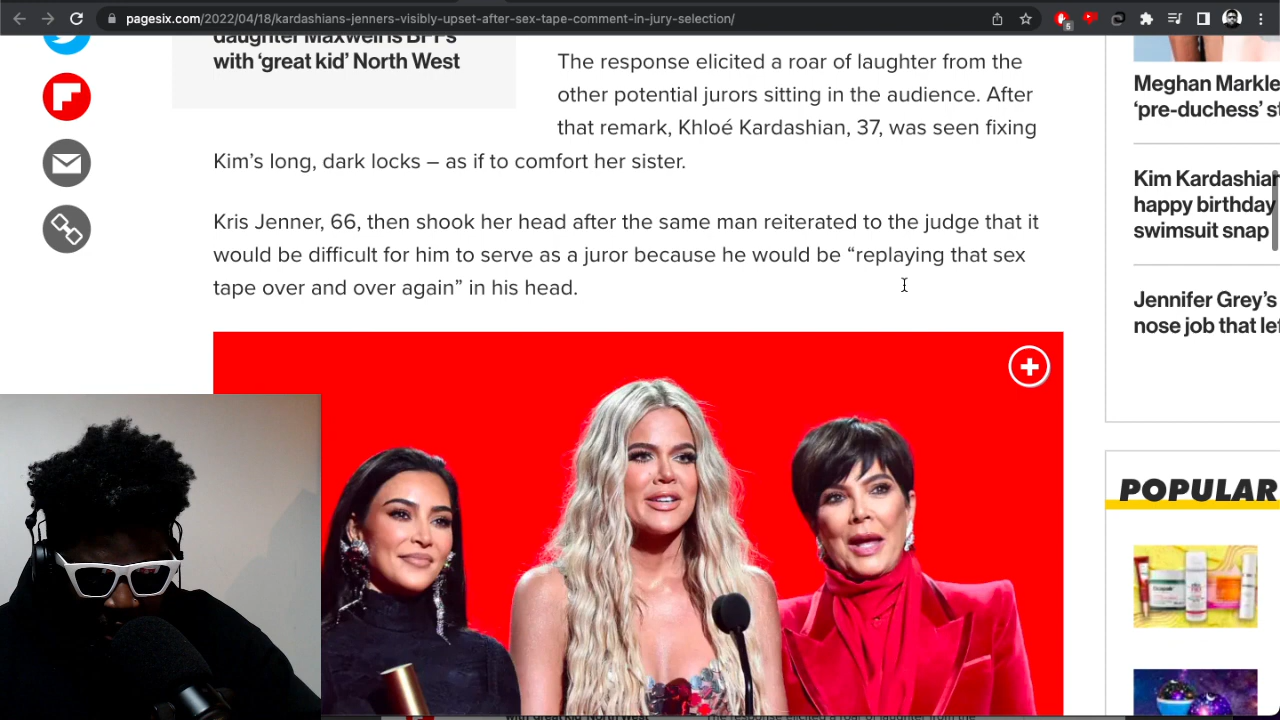 pagesix.com/2022/04/18/kardashians-jenners-visibly-upset-after-sex-tape-comment-in-jury-selection/
5
daughter Maxwell is BFFs
with ‘great kid’ North West
The response elicited a roar of laughter from the
other potential jurors sitting in the audience. After
that remark, Khloé Kardashian, 37, was seen fixing
Kim’s long, dark locks – as if to comfort her sister.
Kris Jenner, 66, then shook her head after the same man reiterated to the judge that it
would be difficult for him to serve as a juror because he would be “replaying that sex
tape over and over again” in his head.
Meghan Markle
‘pre-duchess’
Kim Kardashian
happy birthday
swimsuit snap
Jennifer Grey’s
nose job that
POPULAR